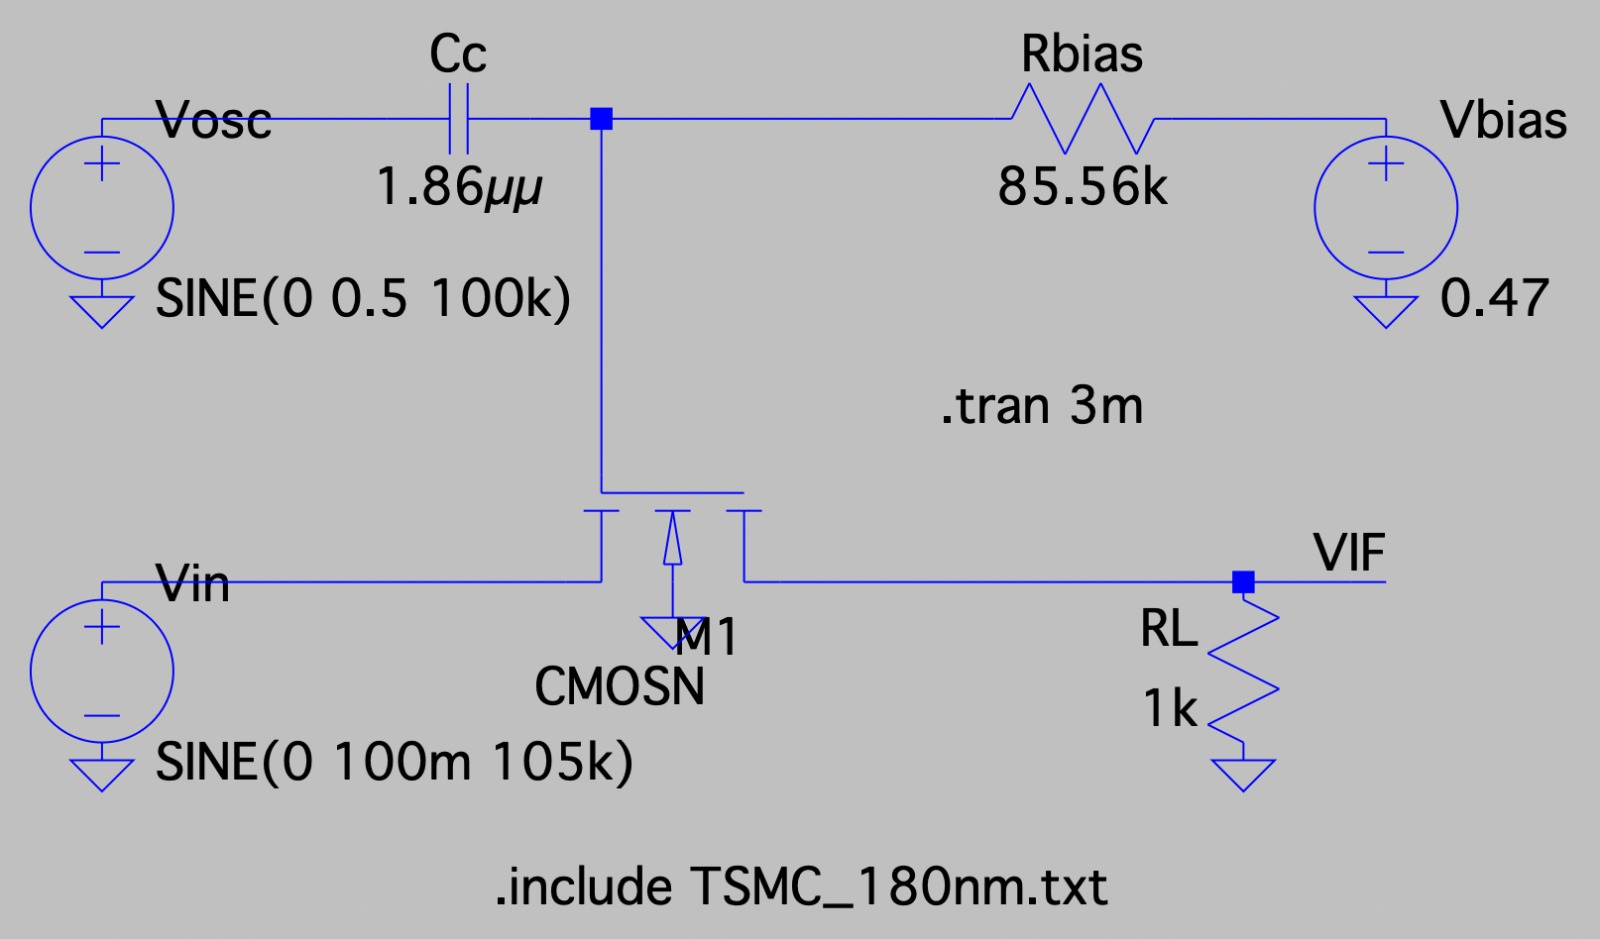 Cc
Rbias
Vosc
Vbias
1.86µµ
85.56k
SINE(0 0.5 100k)
0.47
.tran 3m
VIF
Vin
M1
RL
CMOSN
1k
SINE(0 100m 105k)
.include TSMC_180nm.txt